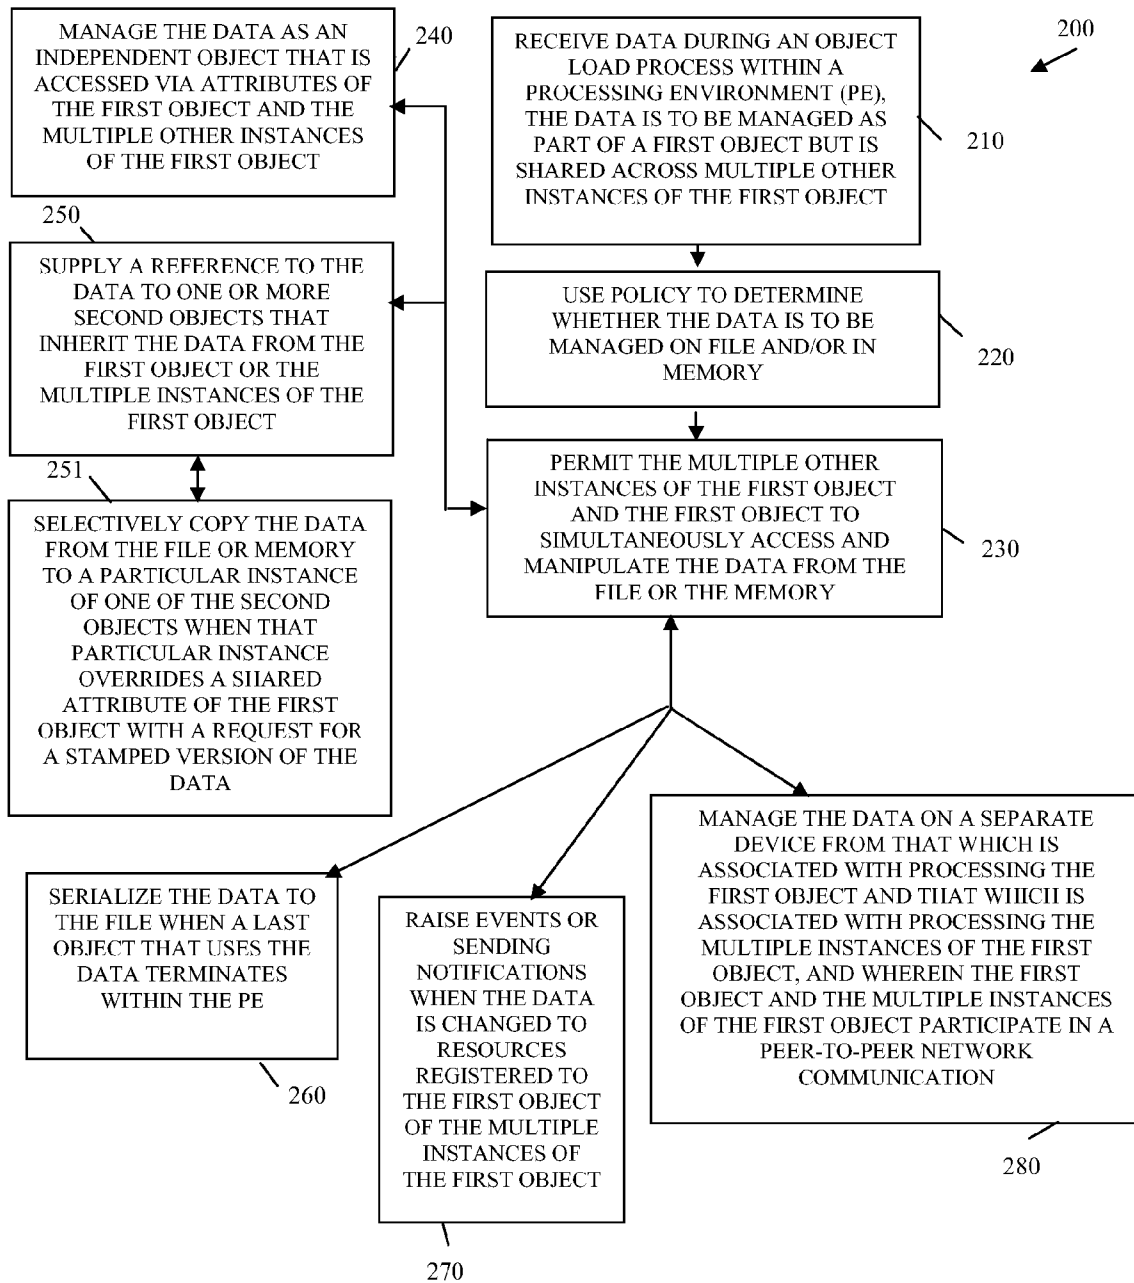 200
RECEIVE DATA DURING AN OBJECT
LOAD PROCESS WITHIN A
PROCESSING ENVIRONMENT (PE),
THE DATA IS TO BE MANAGED AS
PART OF A FIRST OBJECT BUT IS
SHARED ACROSS MULTIPLE OTHER
INSTANCES OF THE FIRST OBJECT
210
USE POLICY TO DETERMINE
WHETHER THE DATA IS TO BE
MANAGED ON FILE AND/OR IN
MEMORY
220
PERMIT THE MULTIPLE OTHER
INSTANCES OF THE FIRST OBJECT
AND THE FIRST OBJECT TO
SIMULTANEOUSLY ACCESS AND
MANIPULATE THE DATA FROM THE
FILE OR THE MEMORY
230
MANAGE THE DATA AS AN
INDEPENDENT OBJECT THAT IS
ACCESSED VIA ATTRIBUTES OF
THE FIRST OBJECT AND THE
MULTIPLE OTHER INSTANCES
OF THE FIRST OBJECT
240
250
SUPPLY A REFERENCE TO THE
DATA TO ONE OR MORE
SECOND OBJECTS THAT
INHERIT THE DATA FROM THE
FIRST OBJECT OR THE
MULTIPLE INSTANCES OF THE
FIRST OBJECT
251
SELECTIVELY COPY THE DATA
FROM THE FILE OR MEMORY
TO A PARTICULAR INSTANCE
OF ONE OF THE SECOND
OBJECTS WHEN THAT
PARTICULAR INSTANCE
OVERRIDES A SHARED
ATTRIBUTE OF THE FIRST
OBJECT WITH A REQUEST FOR
A STAMPED VERSION OF THE
DATA
SERIALIZE THE DATA TO
THE FILE WHEN A LAST
OBJECT THAT USES THE
DATA TERMINATES
WITHIN THE PE
260
RAISE EVENTS OR
SENDING
NOTIFICATIONS
WHEN THE DATA
IS CHANGED TO
RESOURCES
REGISTERED TO
THE FIRST OBJECT
OF THE MULTIPLE
INSTANCES OF
THE FIRST OBJECT
270
MANAGE THE DATA ON A SEPARATE
DEVICE FROM THAT WHICH IS
ASSOCIATED WITH PROCESSING THE
FIRST OBJECT AND THAT WHICH IS
ASSOCIATED WITH PROCESSING THE
MULTIPLE INSTANCES OF THE FIRST
OBJECT, AND WHEREIN THE FIRST
OBJECT AND THE MULTIPLE INSTANCES
OF THE FIRST OBJECT PARTICIPATE IN A
PEER-TO-PEER NETWORK
COMMUNICATION
280